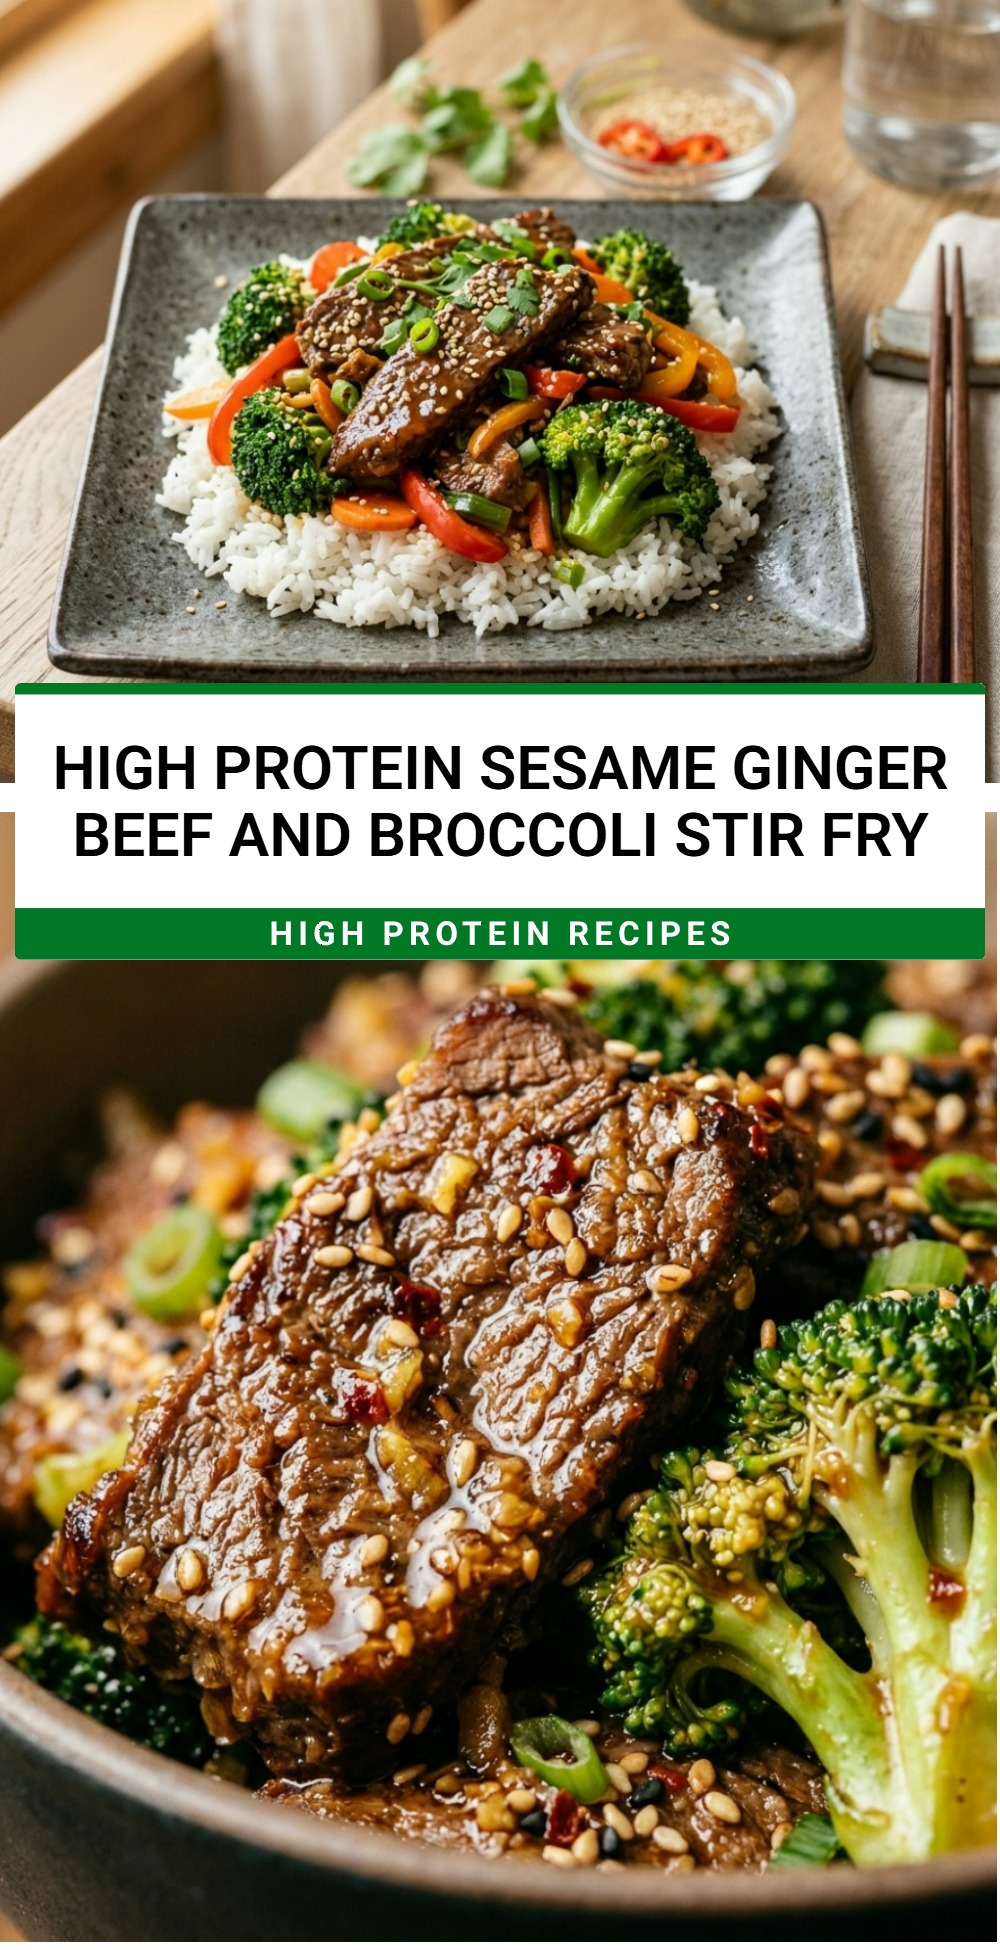 HIGH PROTEIN SESAME GINGER
BEEF AND BROCCOLI STIR FRY
HIGH PROTEIN RECIPES